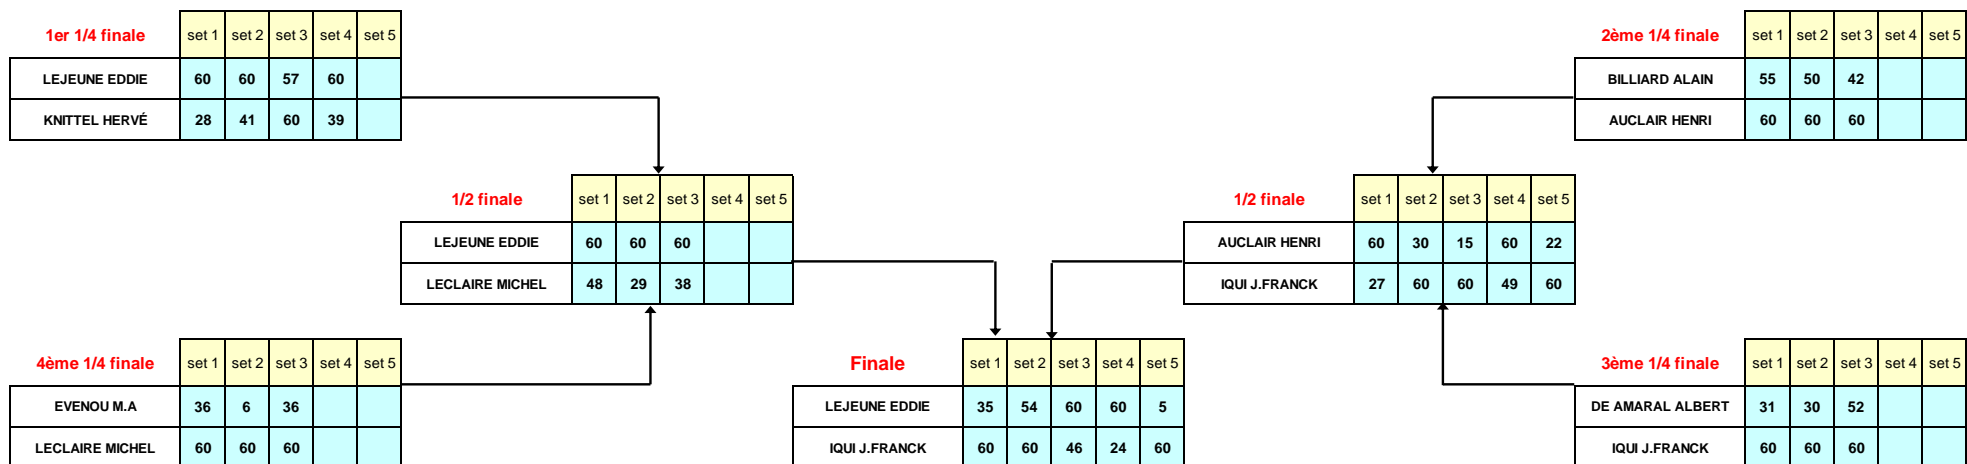 1er 1/4 finale set 1 set 2 set 3 set 4 set 5
LEJEUNE EDDIE 60 60 57 60
KNITTEL HERVÉ 28 41 60 39
2ème 1/4 finale set 1 set 2 set 3 set 4 set 5
BILLIARD ALAIN 55 50 42
AUCLAIR HENRI 60 60 60
1/2 finale set 1 set 2 set 3 set 4 set 5
LEJEUNE EDDIE 60 60 60
LECLAIRE MICHEL 48 29 38
1/2 finale set 1 set 2 set 3 set 4 set 5
AUCLAIR HENRI 60 30 15 60 22
IQUI J.FRANCK 27 60 60 49 60
4ème 1/4 finale set 1 set 2 set 3 set 4 set 5
EVENOU M.A 36 6 36
LECLAIRE MICHEL 60 60 60
Finale set 1 set 2 set 3 set 4 set 5
LEJEUNE EDDIE 35 54 60 60 5
IQUI J.FRANCK 60 60 46 24 60
3ème 1/4 finale set 1 set 2 set 3 set 4 set 5
DE AMARAL ALBERT 31 30 52
IQUI J.FRANCK 60 60 60